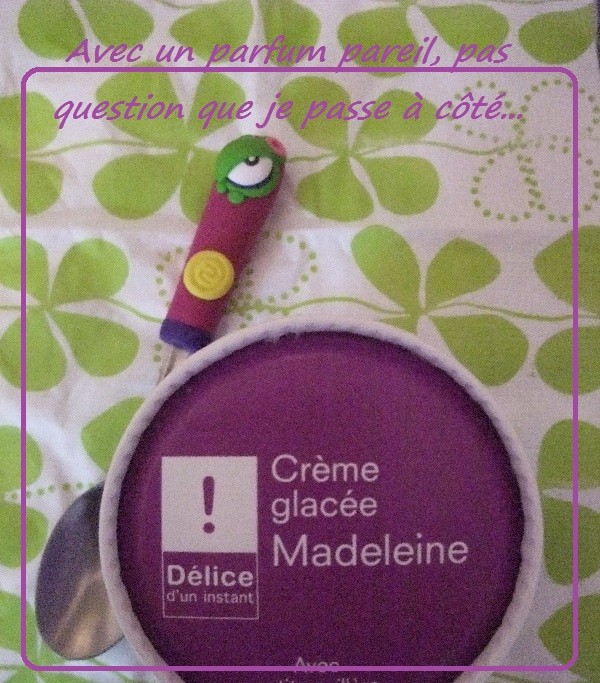 Avec un parfum pareil, pas
question que je passe à côté...
Crème
glacée
Madeleine
!
Délice
d'un instant
Avec